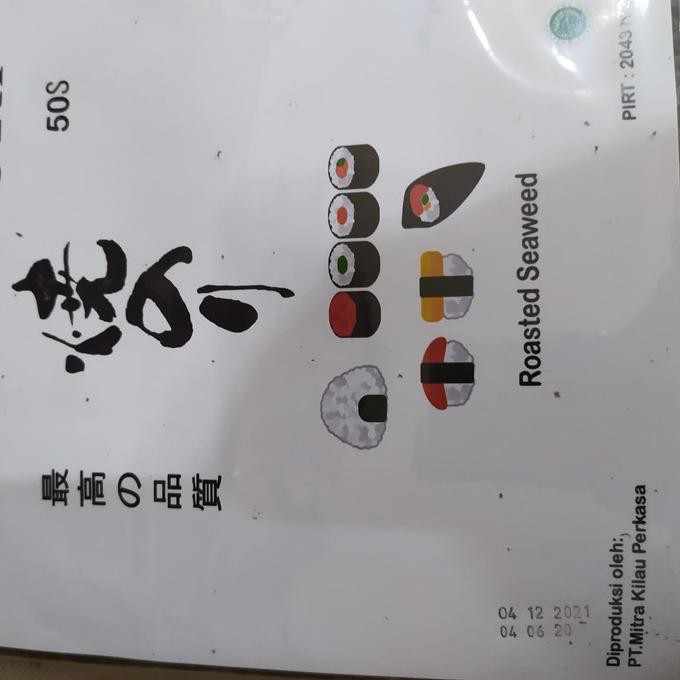 50S
焼のり
最高の品質
Roasted Seaweed
PIRT : 2043
04 12 2021
04 06 20
Diproduksi oleh:
PT.Mitra Kilau Perkasa